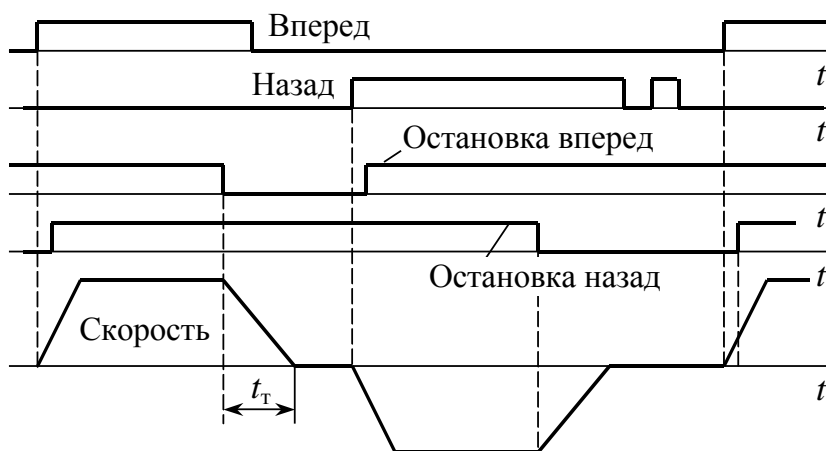 Вперед
t
Назад
t
Остановка вперед
t
Остановка назад
t
Скорость
t
tт